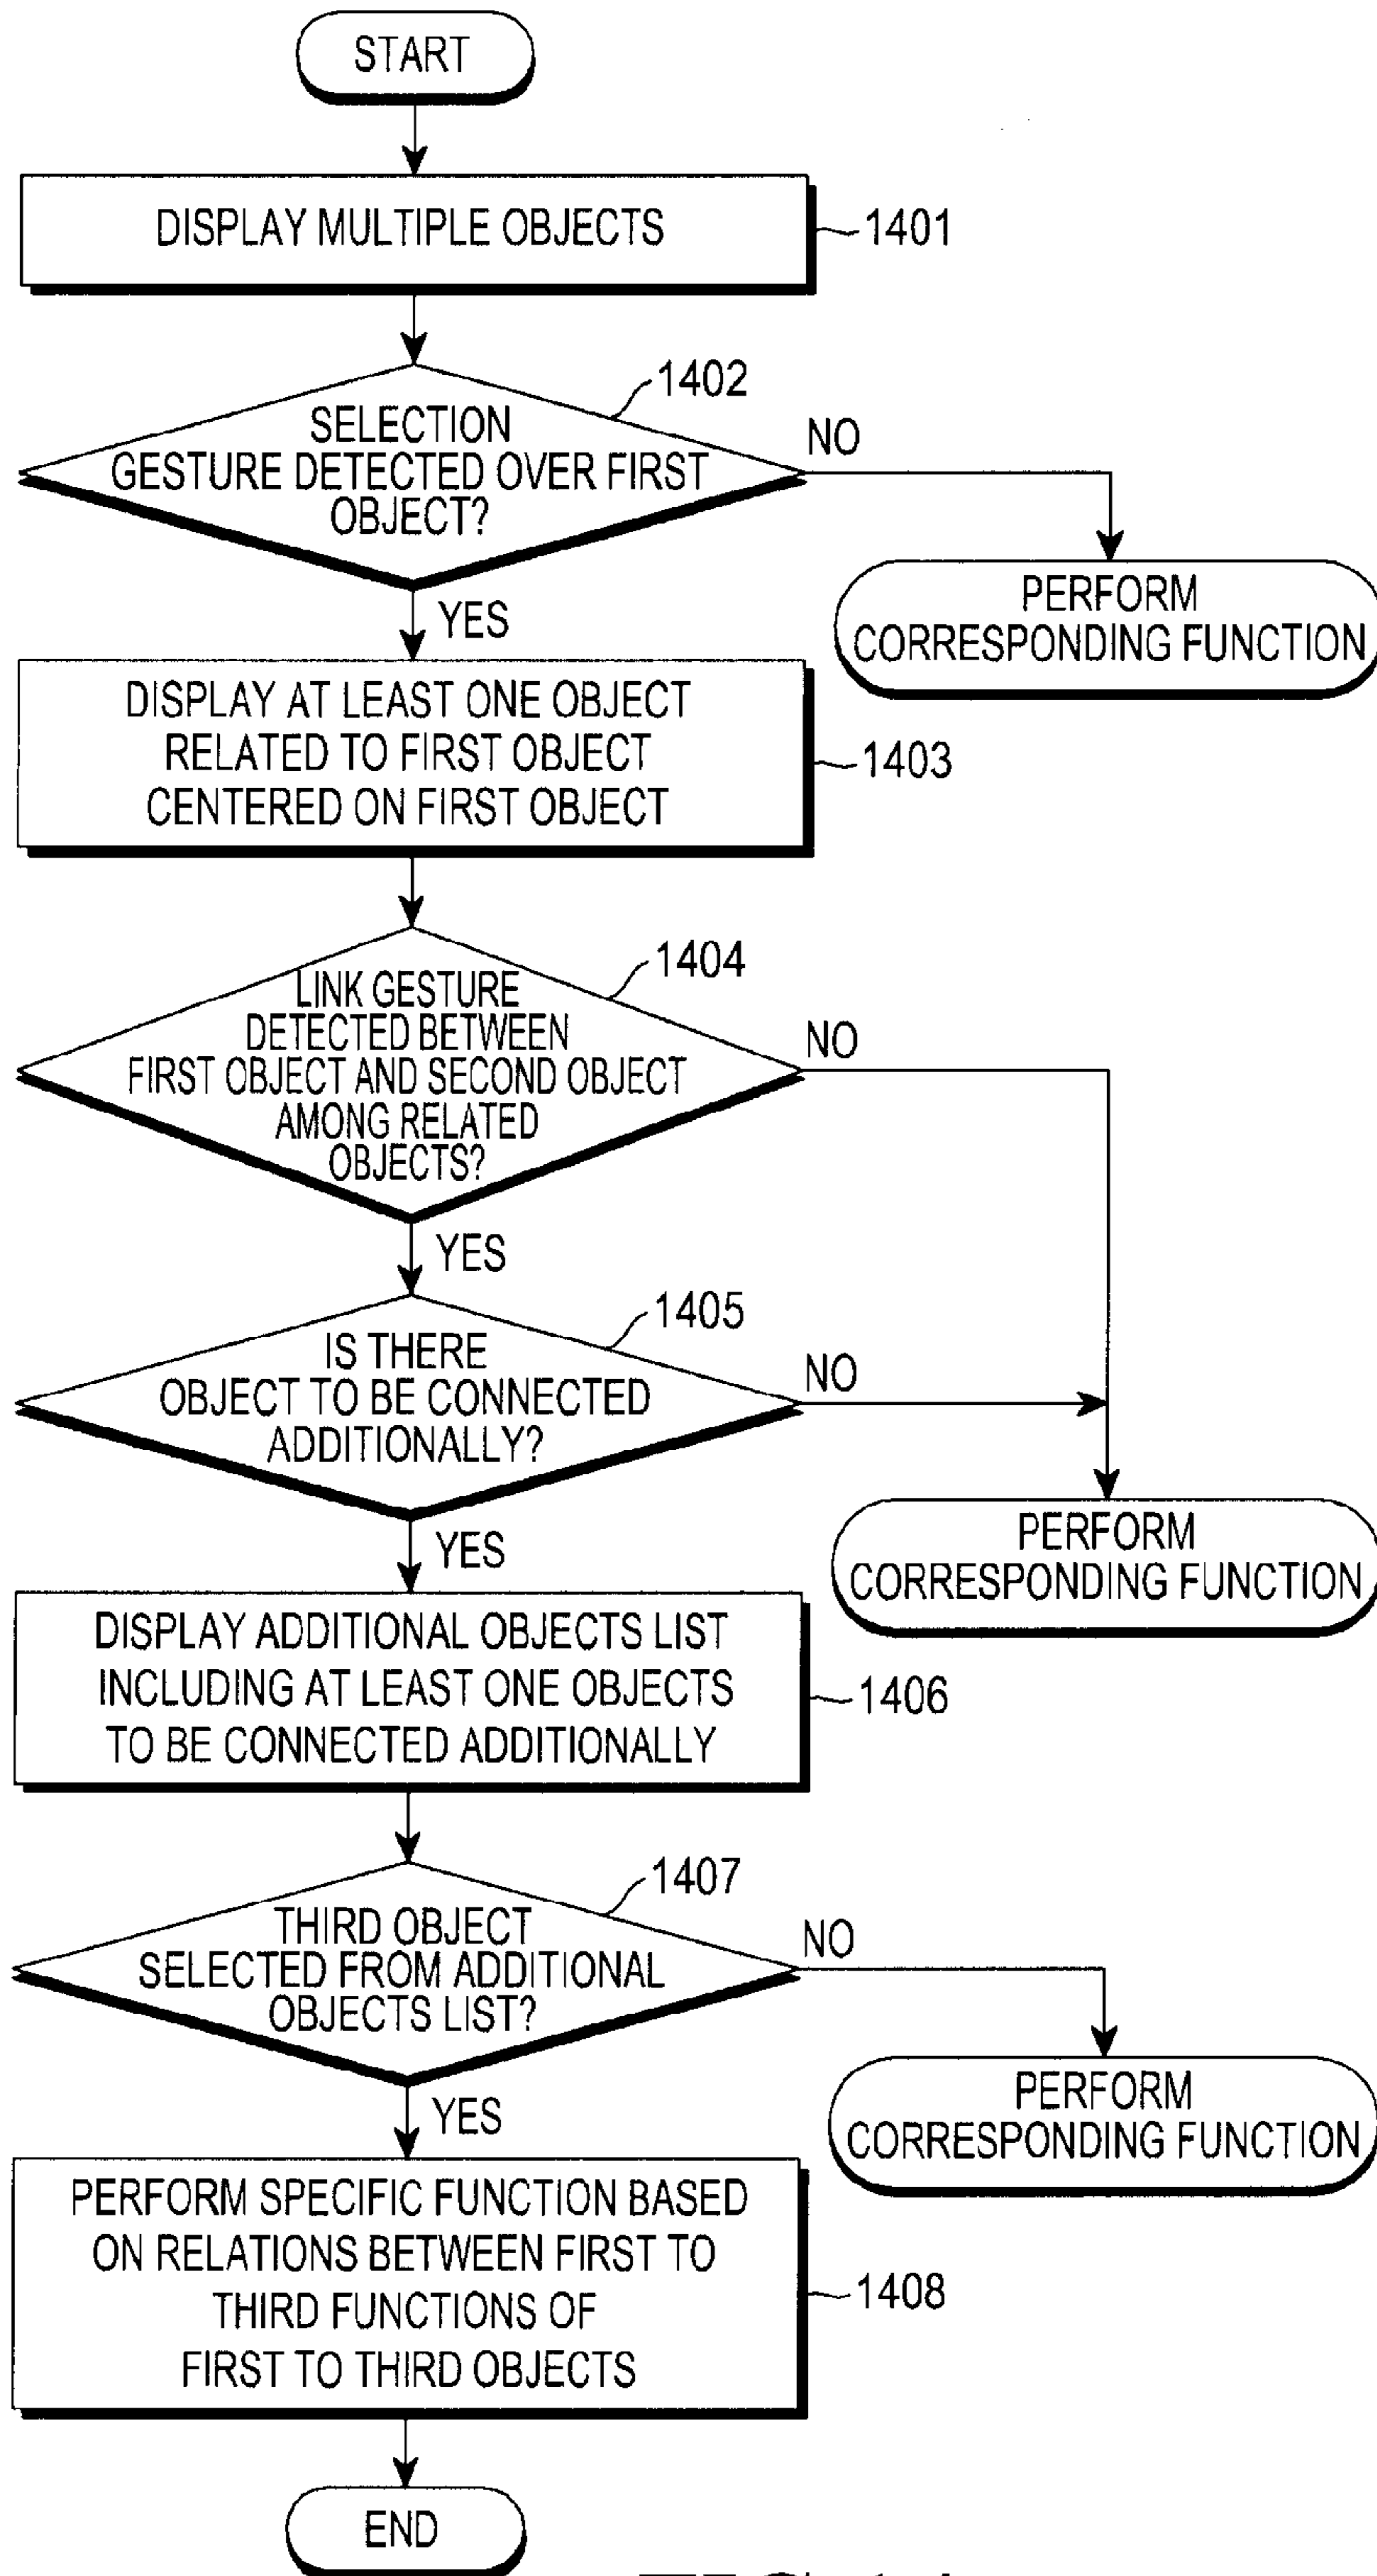 START
DISPLAY MULTIPLE OBJECTS
1401
1402
SELECTION
GESTURE DETECTED OVER FIRST
OBJECT?
NO
PERFORM
CORRESPONDING FUNCTION
YES
DISPLAY AT LEAST ONE OBJECT
RELATED TO FIRST OBJECT
CENTERED ON FIRST OBJECT
1403
1404
LINK GESTURE
DETECTED BETWEEN
FIRST OBJECT AND SECOND OBJECT
AMONG RELATED
OBJECTS?
NO
YES
1405
IS THERE
OBJECT TO BE CONNECTED
ADDITIONALLY?
NO
PERFORM
CORRESPONDING FUNCTION
YES
DISPLAY ADDITIONAL OBJECTS LIST
INCLUDING AT LEAST ONE OBJECTS
TO BE CONNECTED ADDITIONALLY
1406
1407
THIRD OBJECT
SELECTED FROM ADDITIONAL
OBJECTS LIST?
NO
PERFORM
CORRESPONDING FUNCTION
YES
PERFORM SPECIFIC FUNCTION BASED
ON RELATIONS BETWEEN FIRST TO
THIRD FUNCTIONS OF
FIRST TO THIRD OBJECTS
1408
END